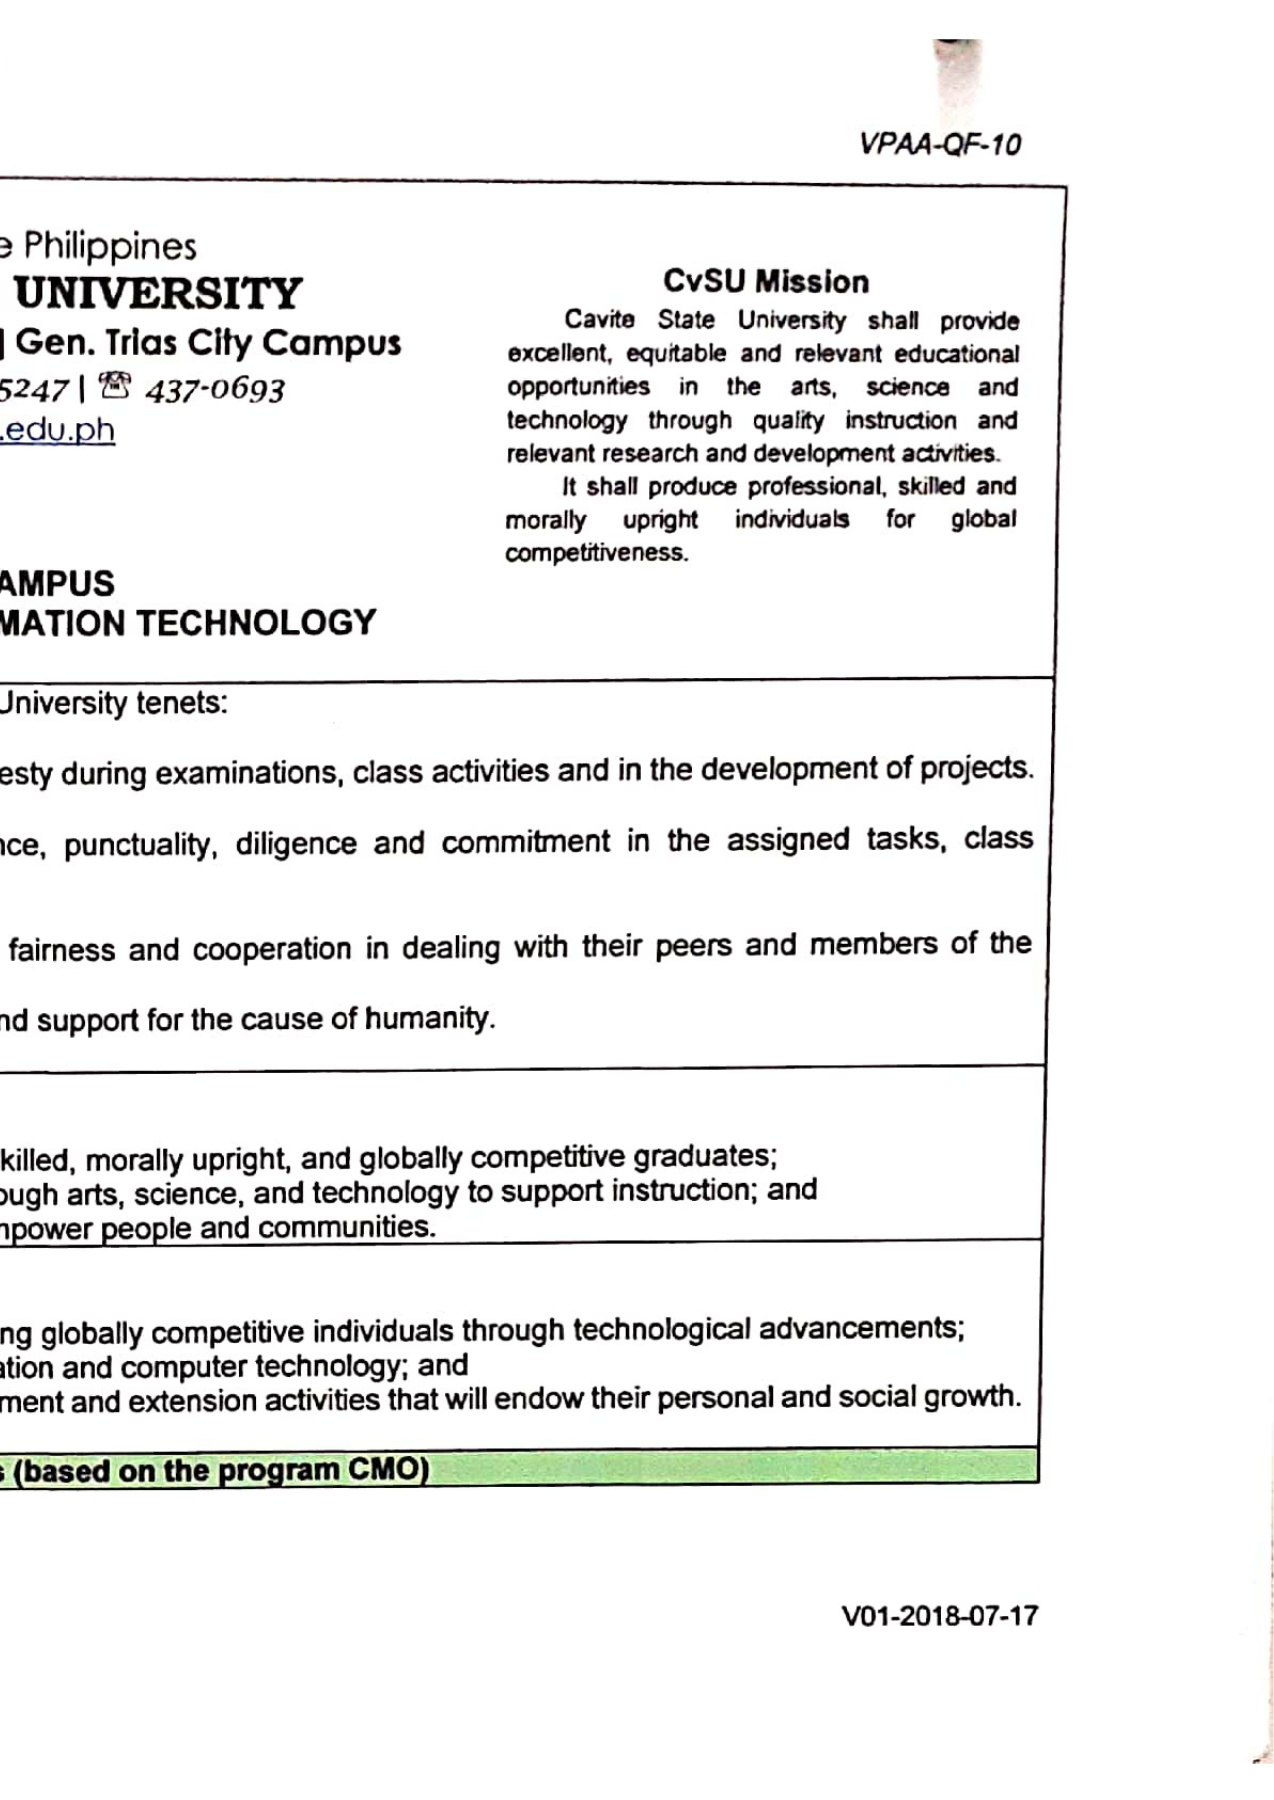 VPAA-QF-10
e Philippines
UNIVERSITY
Gen. Trias City Campus
5247 | ☏ 437-0693
.edu.ph
AMPUS
MATION TECHNOLOGY
CvSU Mission
Cavite State University shall provide
excellent, equitable and relevant educational
opportunities in the arts, science and
technology through quality instruction and
relevant research and development activities.
It shall produce professional, skilled and
morally upright individuals for global
competitiveness.
University tenets:
esty during examinations, class activities and in the development of projects.
nce, punctuality, diligence and commitment in the assigned tasks, class
fairness and cooperation in dealing with their peers and members of the
nd support for the cause of humanity.
killed, morally upright, and globally competitive graduates;
ough arts, science, and technology to support instruction; and
mpower people and communities.
ng globally competitive individuals through technological advancements;
ation and computer technology; and
ment and extension activities that will endow their personal and social growth.
s (based on the program CMO)
V01-2018-07-17